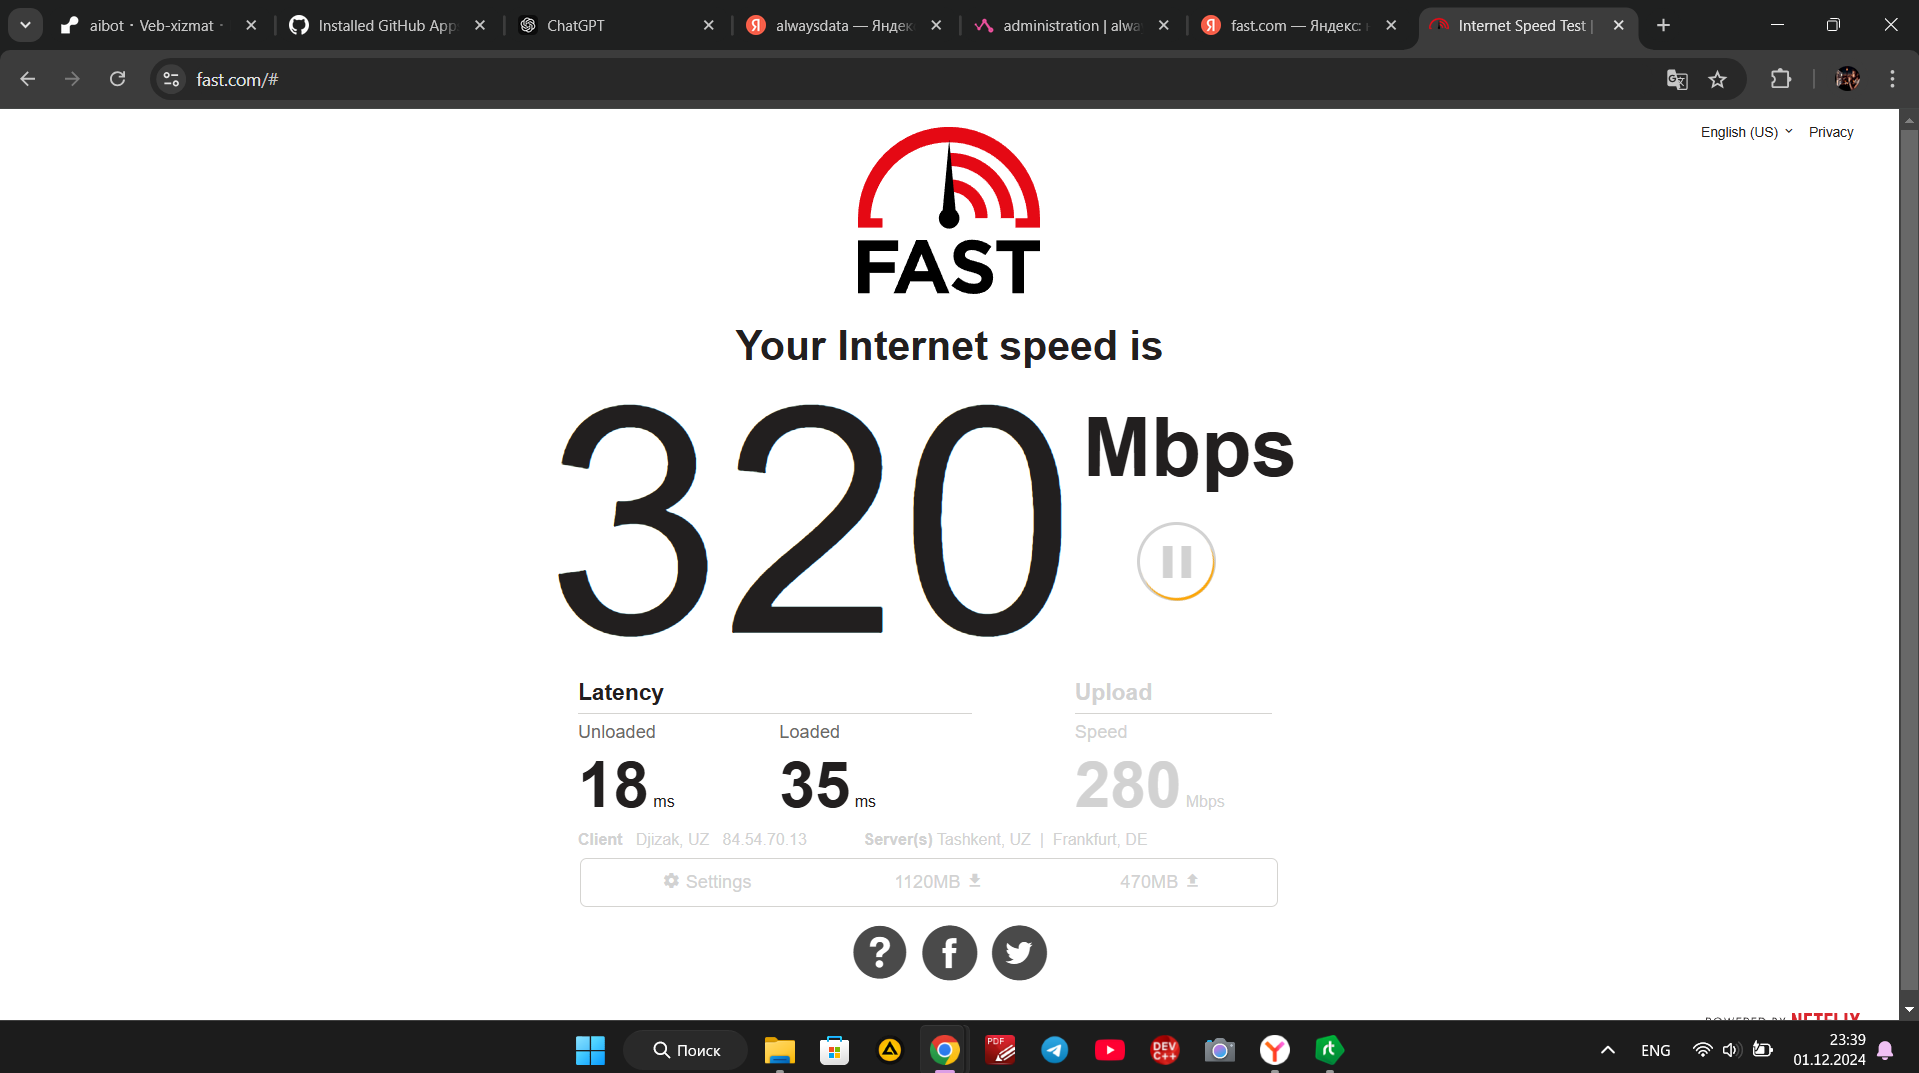 aibot · Veb-xizmat ·
Installed GitHub App
ChatGPT
alwaysdata — Яндек
administration | alwa
fast.com — Яндекс:
Internet Speed Test |
fast.com/#
English (US)
Privacy
FAST
Your Internet speed is
320 Mbps
Latency
Upload
Unloaded
Loaded
Speed
18 ms
35 ms
280 Mbps
Client Djizak, UZ 84.54.70.13
Server(s) Tashkent, UZ | Frankfurt, DE
Settings
1120MB
470MB
POWERED BY NETFLIX
Поиск
PDF
DEV
C++
rt
ENG
23:39
01.12.2024